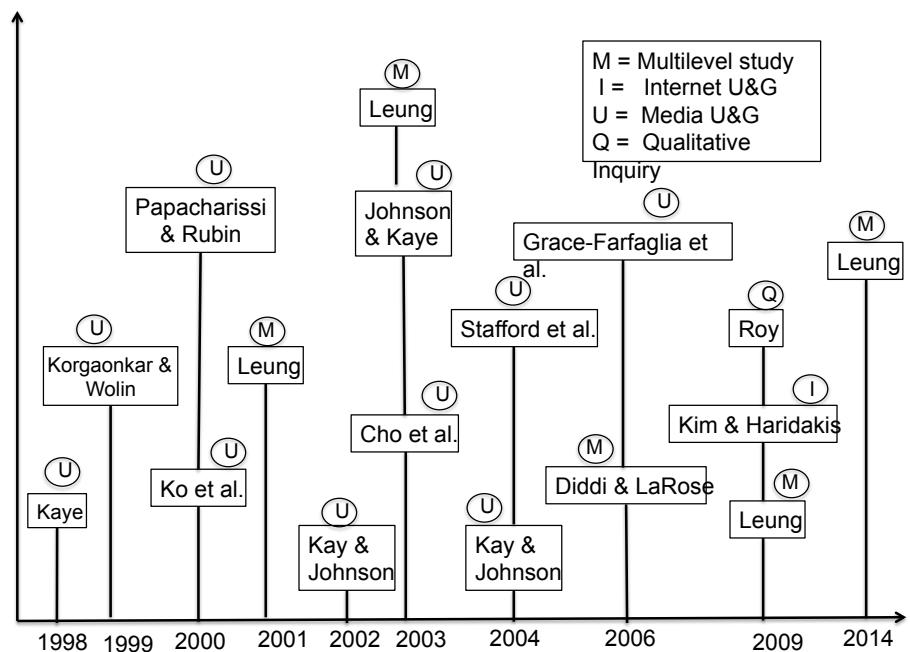 M = Multilevel study
I = Internet U&G
U = Media U&G
Q = Qualitative
Inquiry
M
Leung
U
Papacharissi
& Rubin
U
Johnson
& Kaye
U
Grace-Farfaglia et
al.
M
Leung
U
Korgaonkar &
Wolin
M
Leung
U
Stafford et al.
Q
Roy
U
Cho et al.
I
Kim & Haridakis
U
Kaye
U
Ko et al.
M
Diddi & LaRose
M
Leung
U
Kay &
Johnson
U
Kay &
Johnson
1998
1999
2000
2001
2002
2003
2004
2006
2009
2014